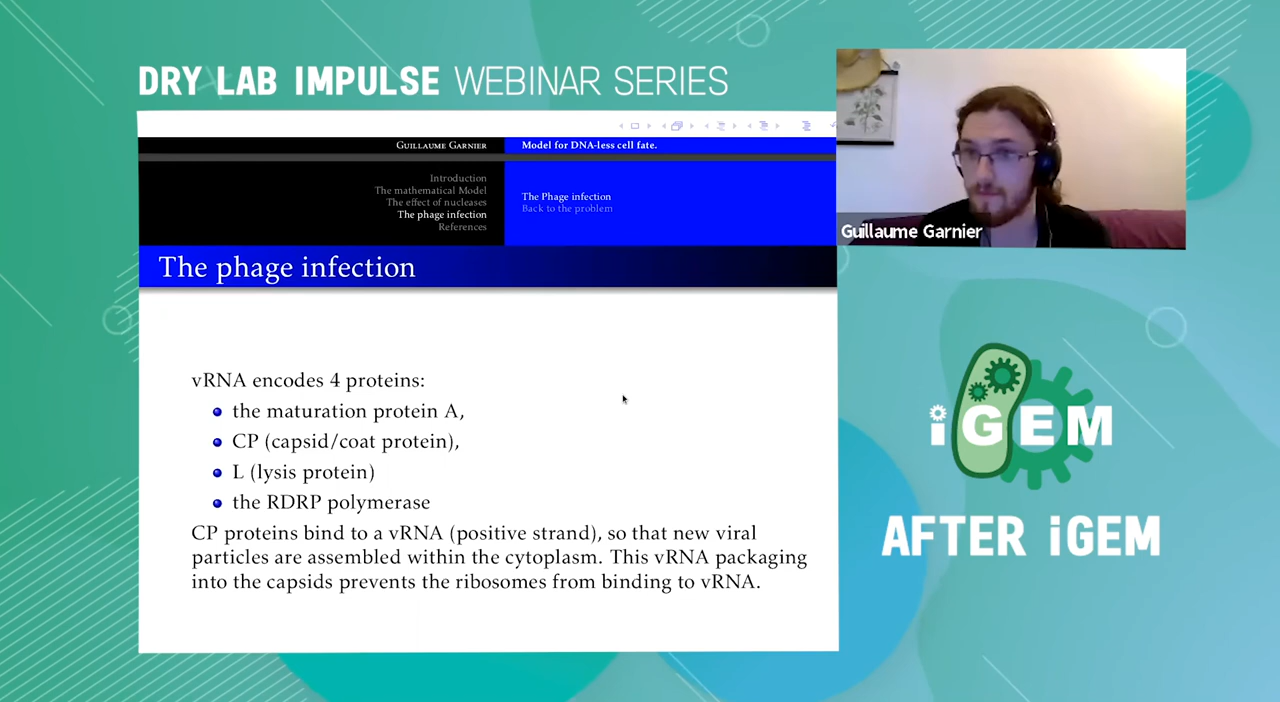 DRY LAB IMPULSE WEBINAR SERIES
Guillaume Garnier
Model for DNA-less cell fate.
Introduction
The mathematical Model
The effect of nucleases
The phage infection
References
The Phage infection
Back to the problem
The phage infection
vRNA encodes 4 proteins:
the maturation protein A,
CP (capsid/coat protein),
L (lysis protein)
the RDRP polymerase
CP proteins bind to a vRNA (positive strand), so that new viral
particles are assembled within the cytoplasm. This vRNA packaging
into the capsids prevents the ribosomes from binding to vRNA.
Guillaume Garnier
iGEM
AFTER iGEM